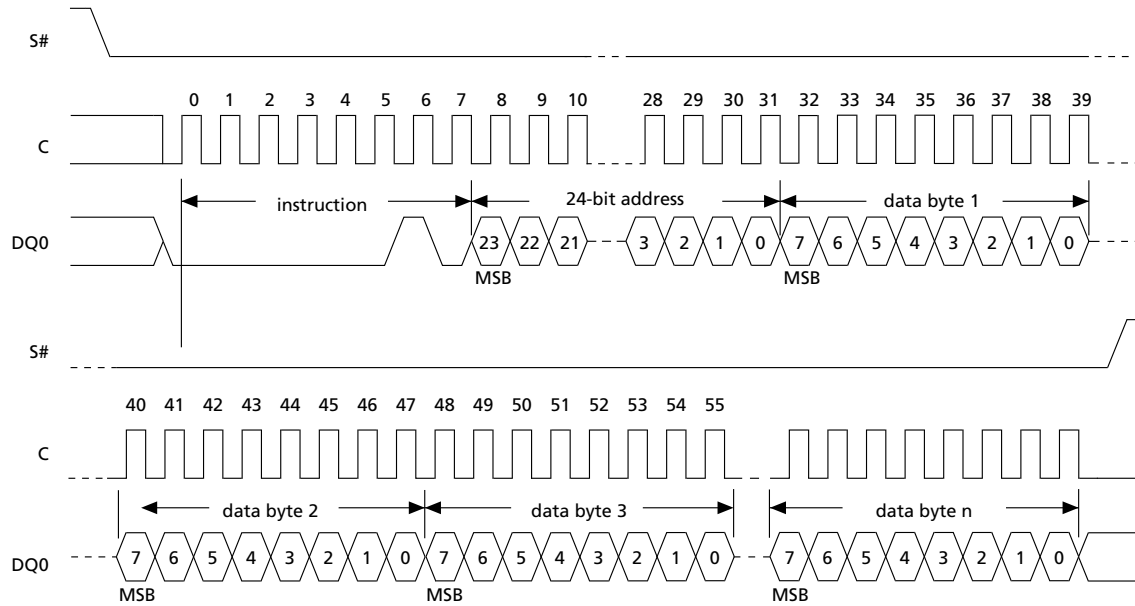 S#
0 1 2 3 4 5 6 7 8 9 10 28 29 30 31 32 33 34 35 36 37 38 39
C
instruction 24-bit address data byte 1
DQ0 23 22 21 3 2 1 0 7 6 5 4 3 2 1 0
MSB MSB
S#
40 41 42 43 44 45 46 47 48 49 50 51 52 53 54 55
C
data byte 2 data byte 3 data byte n
DQ0 7 6 5 4 3 2 1 0 7 6 5 4 3 2 1 0 7 6 5 4 3 2 1 0
MSB MSB MSB